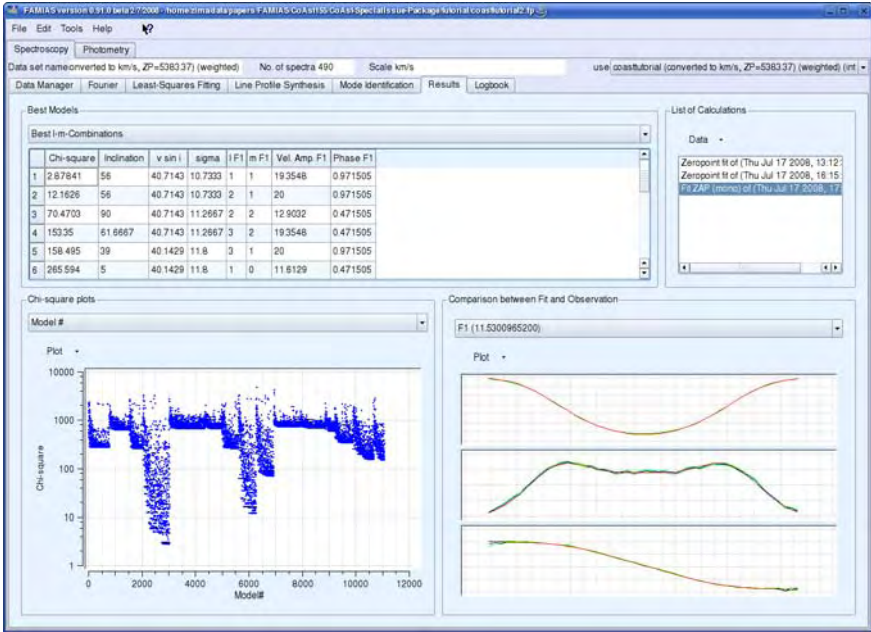 FAMIAS version 0.91.0 beta 2.7.2008 - home zima data papers FAMIAS CoAst155 CoAst-SpecialIssue-Package tutorial coasttutorial2.fp
File Edit Tools Help
Spectroscopy Photometry
Data set name onverted to km/s, ZP=5383.37) (weighted) No. of spectra 490 Scale km/s use coasttutorial (converted to km/s, ZP=5383.37) (weighted) (int
Data Manager Fourier Least-Squares Fitting Line Profile Synthesis Mode Identification Results Logbook
Best Models
Best l-m-Combinations
Chi-square Inclination v sin i sigma l F1 m F1 Vel. Amp. F1 Phase F1
1 2.87841 56 40.7143 10.7333 1 1 19.3548 0.971505
2 12.1626 56 40.7143 10.7333 2 1 20 0.971505
3 70.4703 90 40.7143 11.2667 2 2 12.9032 0.471505
4 153.35 61.6667 40.7143 11.2667 3 2 19.3548 0.471505
5 158.495 39 40.1429 11.8 3 1 20 0.971505
6 265.594 5 40.1429 11.8 1 0 11.6129 0.471505
List of Calculations
Data
Zeropoint fit of (Thu Jul 17 2008, 13:12:
Zeropoint fit of (Thu Jul 17 2008, 16:15:
Fit ZAP (mono) of (Thu Jul 17 2008, 17:
Chi-square plots
Model #
Plot
10000
1000
100
10
1
Chi-square
0 2000 4000 6000 8000 10000 12000
Model#
Comparison between Fit and Observation
F1 (11.5300965200)
Plot